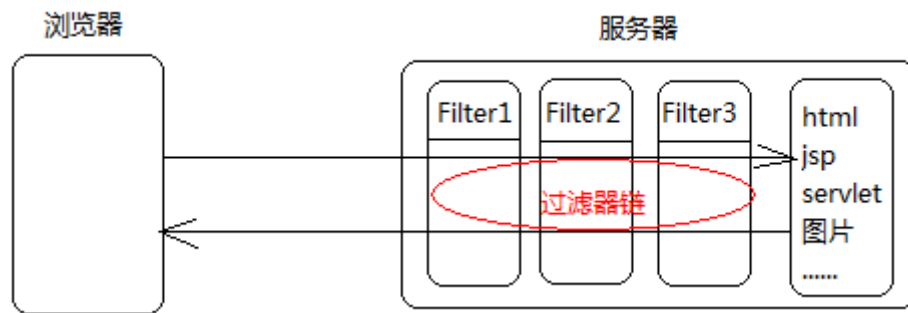 浏览器
服务器
Filter1
Filter2
Filter3
过滤器链
html
jsp
servlet
图片
......